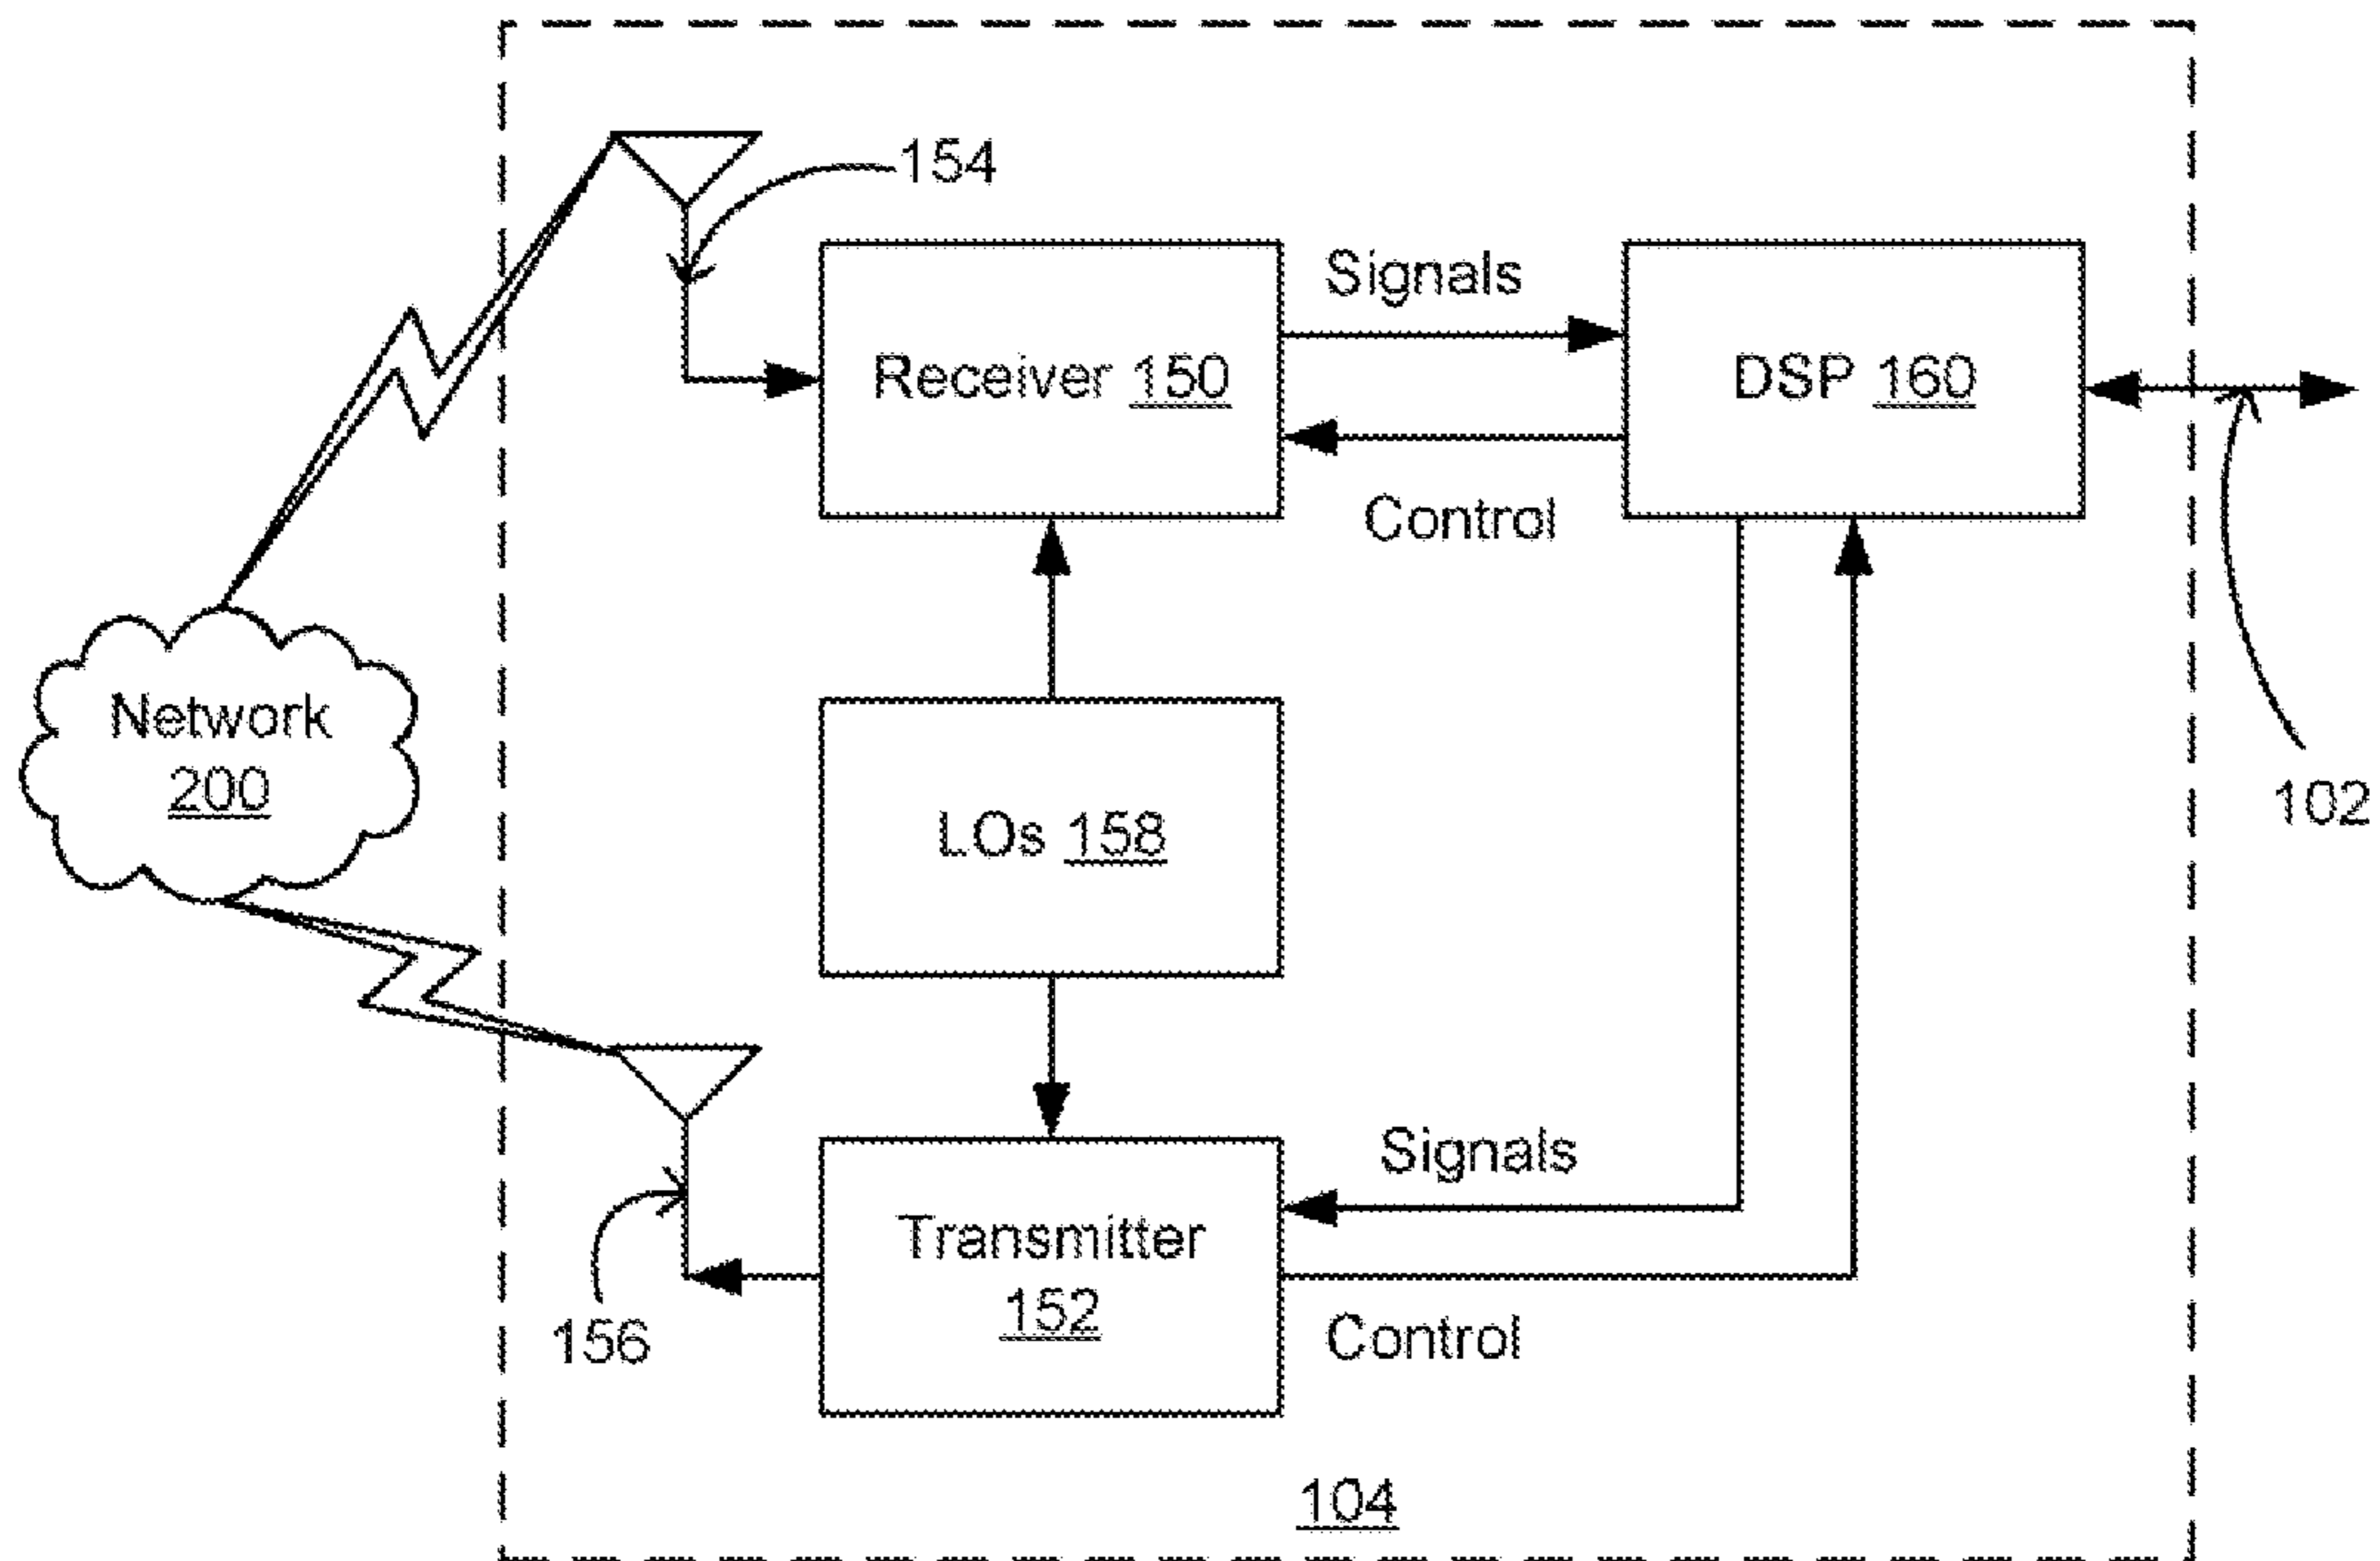 154
Signals
Receiver 150
DSP 160
Control
Network
200
LOs 158
102
Signals
Transmitter
152
156
Control
104